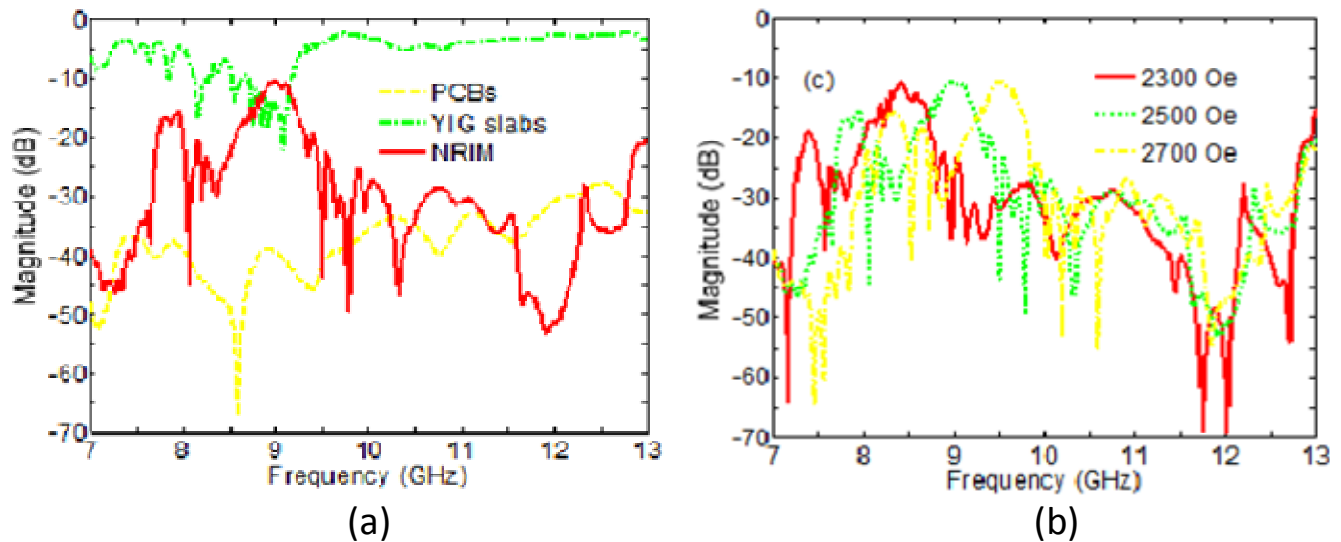 0
-10
-20
-30
-40
-50
-60
-70
Magnitude (dB)
PCBs
YIG slabs
NRIM
7 8 9 10 11 12 13
Frequency (GHz)
(a)
0
-10
-20
-30
-40
-50
-60
-70
Magnitude (dB)
(c)
2300 Oe
2500 Oe
2700 Oe
7 8 9 10 11 12 13
Frequency (GHz)
(b)